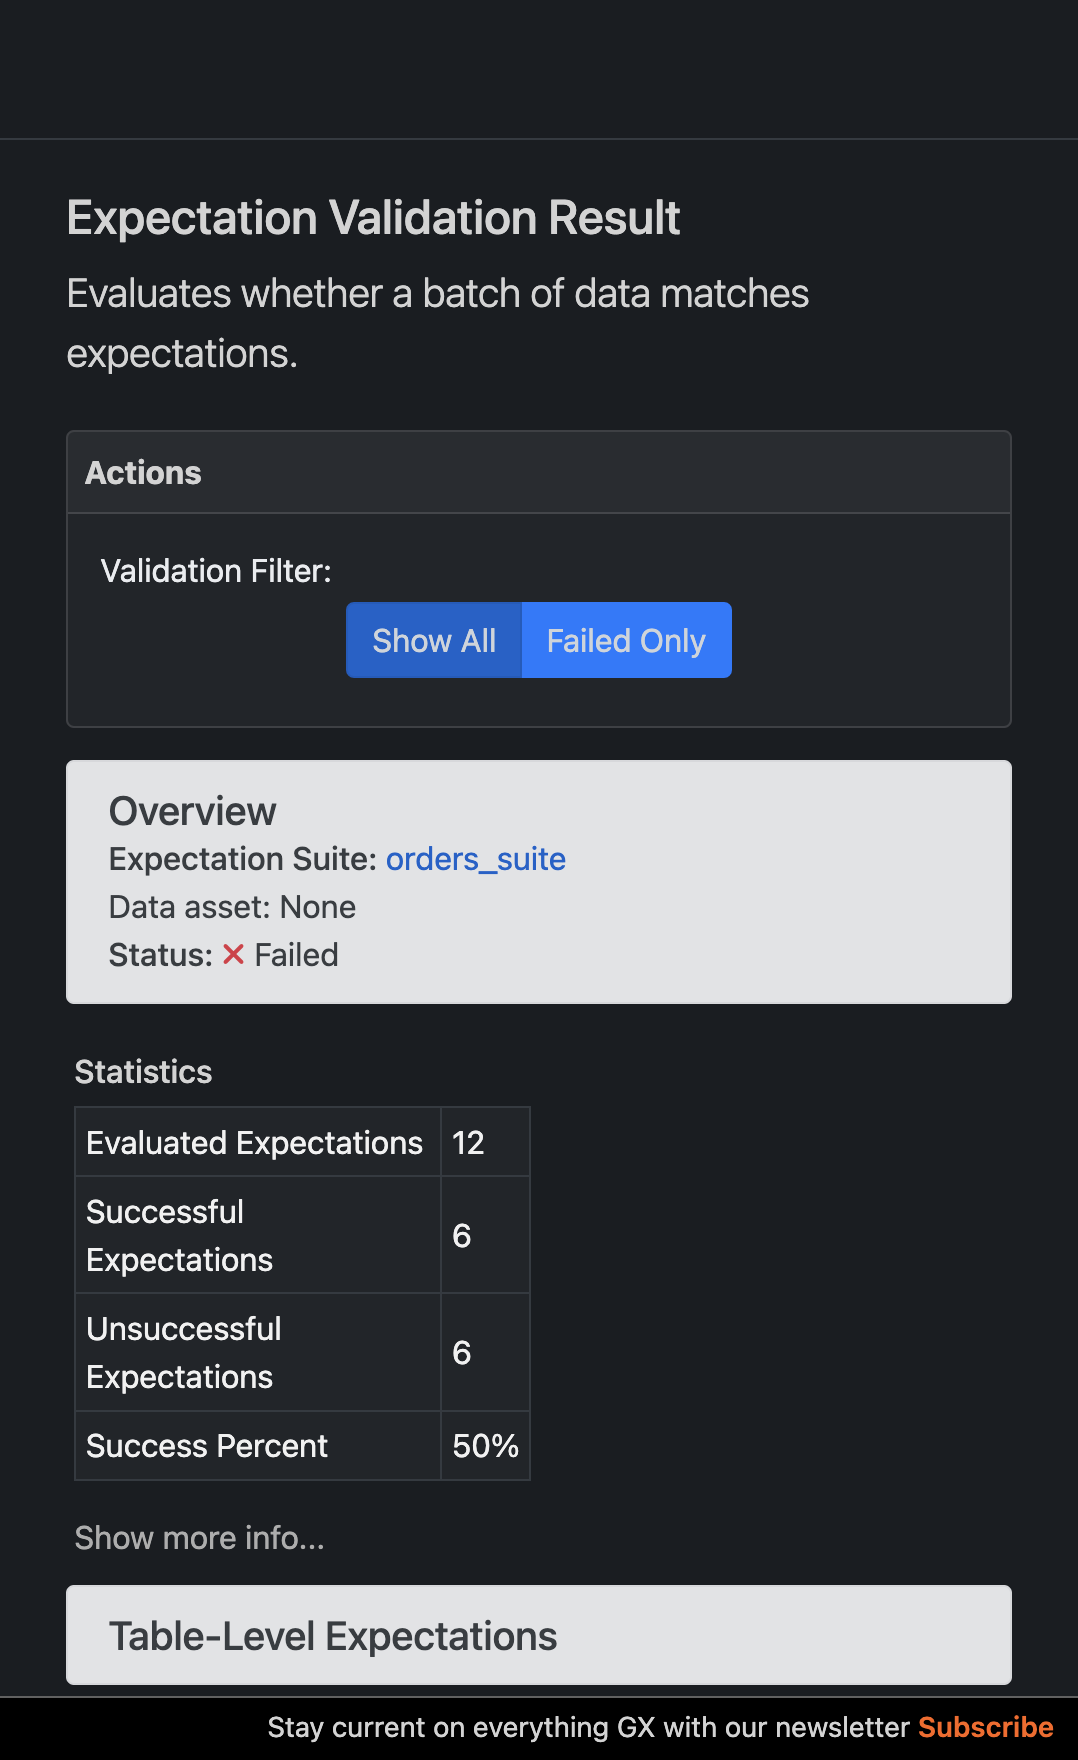 Expectation Validation Result
Evaluates whether a batch of data matches
expectations.
Actions
Validation Filter:
Show All Failed Only
Overview
Expectation Suite: orders_suite
Data asset: None
Status: ❌ Failed
Statistics
Evaluated Expectations 12
Successful
Expectations 6
Unsuccessful
Expectations 6
Success Percent 50%
Show more info...
Table-Level Expectations
Stay current on everything GX with our newsletter Subscribe